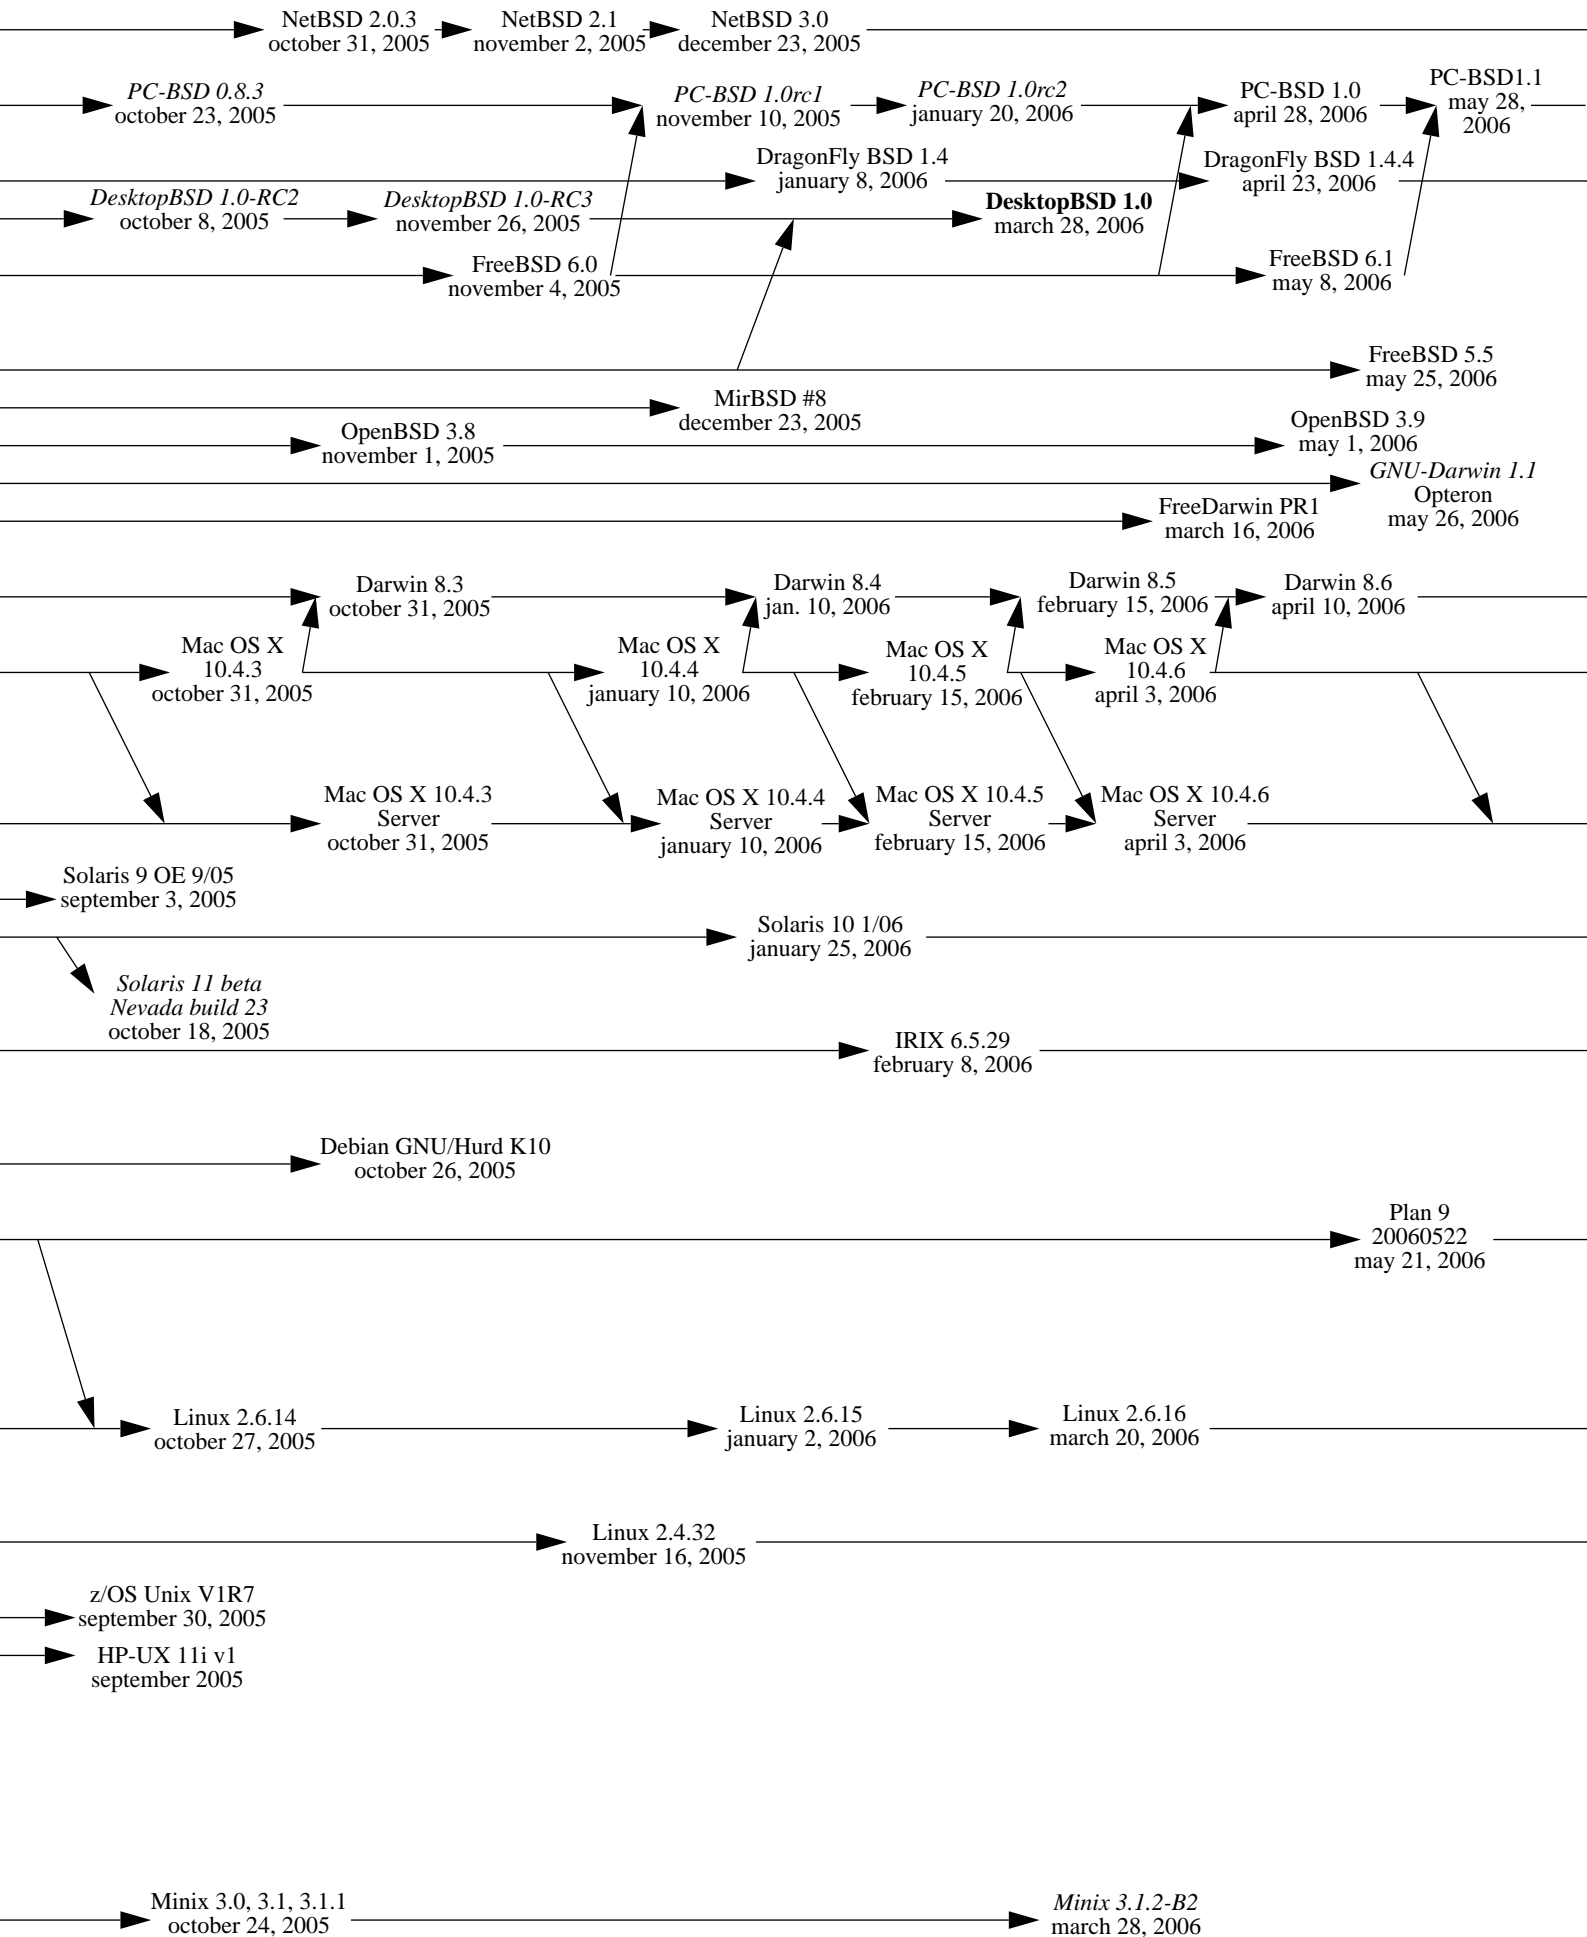 NetBSD 2.0.3
october 31, 2005
NetBSD 2.1
november 2, 2005
NetBSD 3.0
december 23, 2005
PC-BSD 0.8.3
october 23, 2005
PC-BSD 1.0rc1
november 10, 2005
PC-BSD 1.0rc2
january 20, 2006
PC-BSD 1.0
april 28, 2006
PC-BSD1.1
may 28,
2006
DragonFly BSD 1.4
january 8, 2006
DragonFly BSD 1.4.4
april 23, 2006
DesktopBSD 1.0-RC2
october 8, 2005
DesktopBSD 1.0-RC3
november 26, 2005
DesktopBSD 1.0
march 28, 2006
FreeBSD 6.0
november 4, 2005
FreeBSD 6.1
may 8, 2006
FreeBSD 5.5
may 25, 2006
MirBSD #8
december 23, 2005
OpenBSD 3.8
november 1, 2005
OpenBSD 3.9
may 1, 2006
GNU-Darwin 1.1
Opteron
may 26, 2006
FreeDarwin PR1
march 16, 2006
Darwin 8.3
october 31, 2005
Darwin 8.4
jan. 10, 2006
Darwin 8.5
february 15, 2006
Darwin 8.6
april 10, 2006
Mac OS X
10.4.3
october 31, 2005
Mac OS X
10.4.4
january 10, 2006
Mac OS X
10.4.5
february 15, 2006
Mac OS X
10.4.6
april 3, 2006
Mac OS X 10.4.3
Server
october 31, 2005
Mac OS X 10.4.4
Server
january 10, 2006
Mac OS X 10.4.5
Server
february 15, 2006
Mac OS X 10.4.6
Server
april 3, 2006
Solaris 9 OE 9/05
september 3, 2005
Solaris 10 1/06
january 25, 2006
Solaris 11 beta
Nevada build 23
october 18, 2005
IRIX 6.5.29
february 8, 2006
Debian GNU/Hurd K10
october 26, 2005
Plan 9
20060522
may 21, 2006
Linux 2.6.14
october 27, 2005
Linux 2.6.15
january 2, 2006
Linux 2.6.16
march 20, 2006
Linux 2.4.32
november 16, 2005
z/OS Unix V1R7
september 30, 2005
HP-UX 11i v1
september 2005
Minix 3.0, 3.1, 3.1.1
october 24, 2005
Minix 3.1.2-B2
march 28, 2006